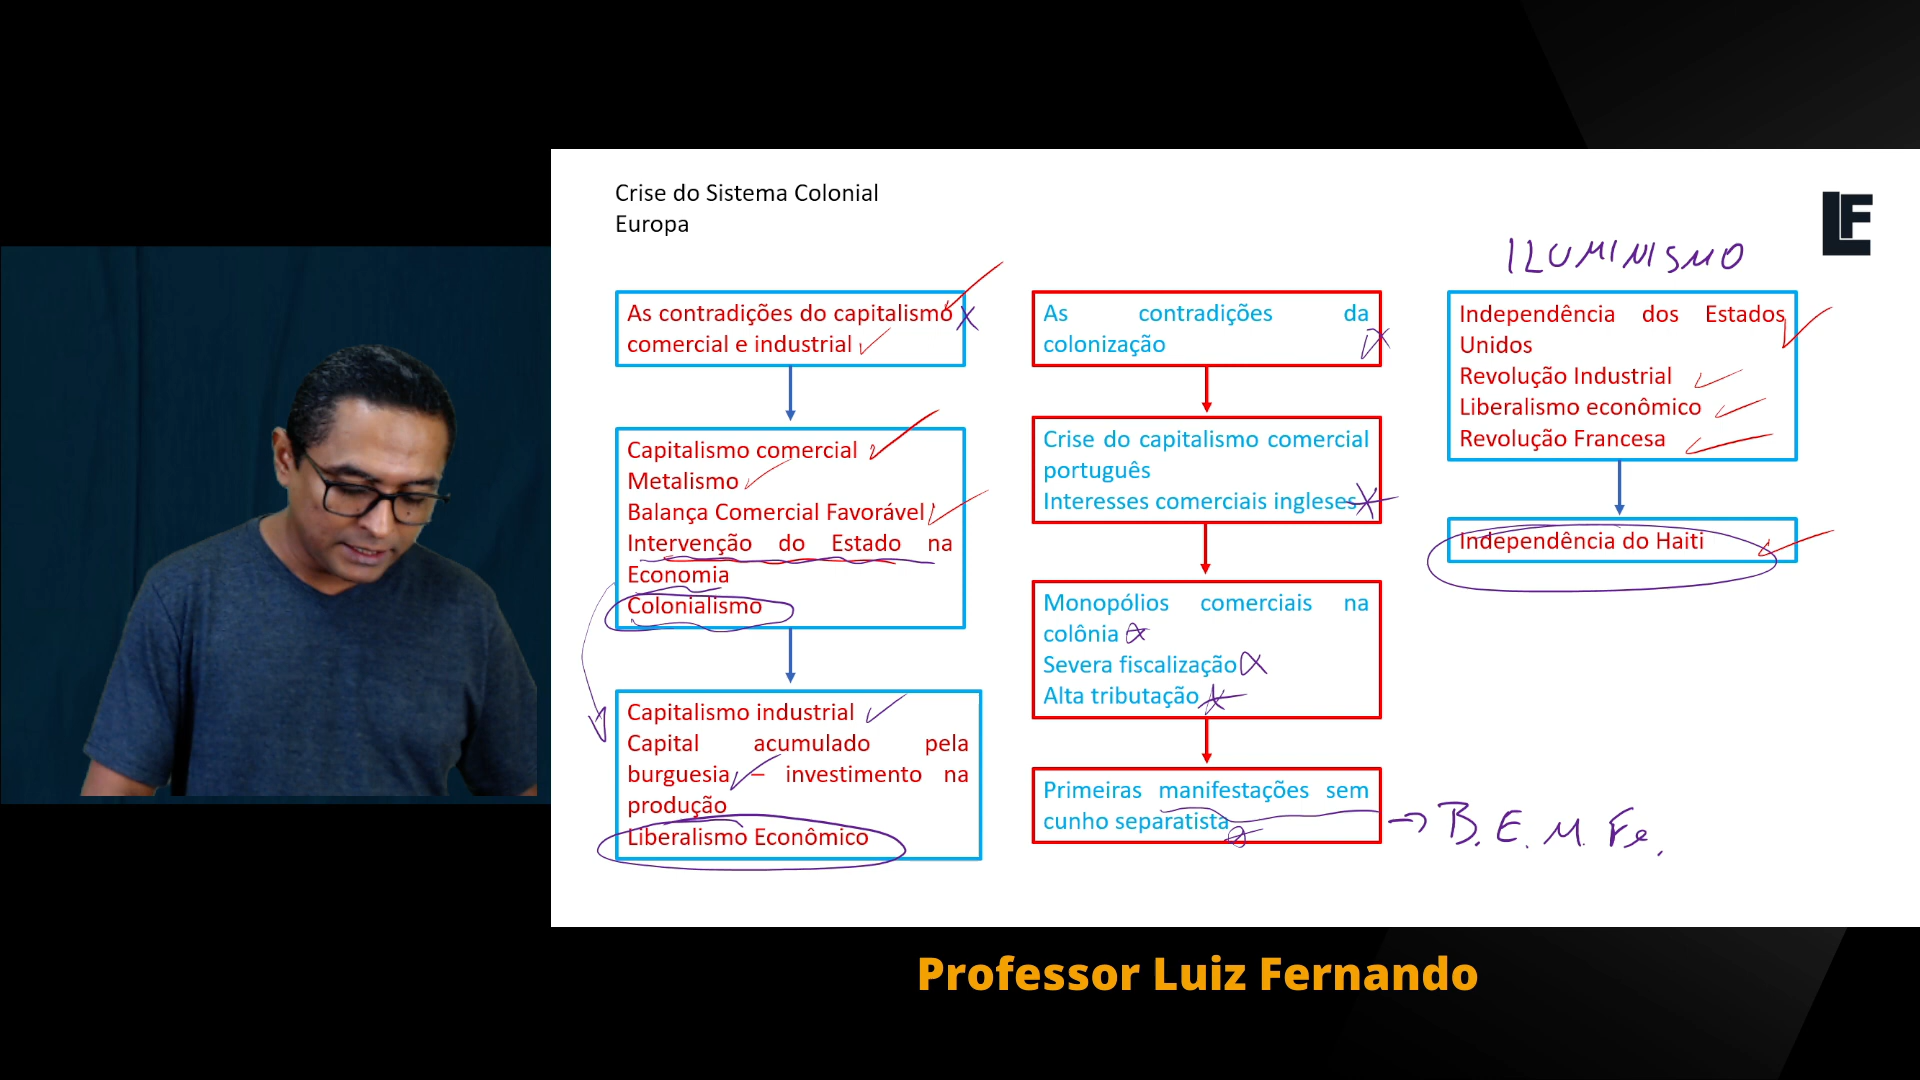 Crise do Sistema Colonial
Europa
LF
ILUMINISMO
As contradições do capitalismo
comercial e industrial
Capitalismo comercial
Metalismo
Balança Comercial Favorável
Intervenção do Estado na
Economia
Colonialismo
Capitalismo industrial
Capital acumulado pela
burguesia – investimento na
produção
Liberalismo Econômico
As contradições da
colonização
Crise do capitalismo comercial
português
Interesses comerciais ingleses
Monopólios comerciais na
colônia
Severa fiscalização
Alta tributação
Primeiras manifestações sem
cunho separatista
B. E. M. Fe.
Independência dos Estados
Unidos
Revolução Industrial
Liberalismo econômico
Revolução Francesa
Independência do Haiti
Professor Luiz Fernando